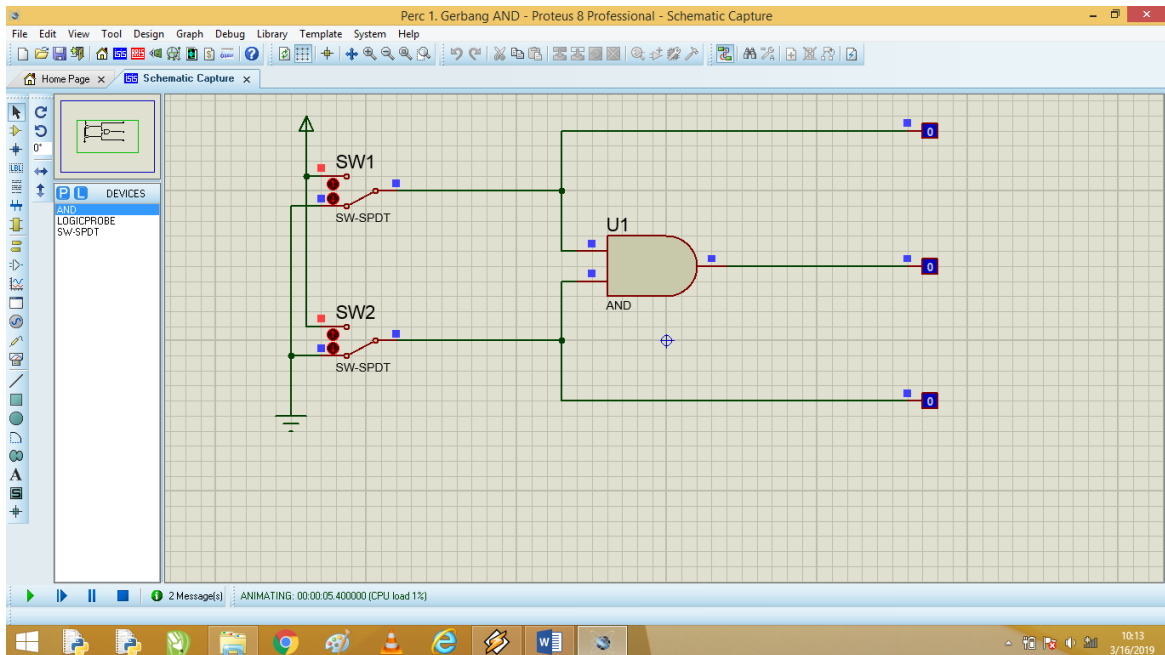 Perc 1. Gerbang AND - Proteus 8 Professional - Schematic Capture
File Edit View Tool Design Graph Debug Library Template System Help
Home Page Schematic Capture
0°
LBL
P L DEVICES
AND
LOGICPROBE
SW-SPDT
SW1
SW-SPDT
SW2
SW-SPDT
U1
AND
0
0
0
A
S
2 Message(s) ANIMATING: 00:00:05.400000 (CPU load 1%)
10:13
3/16/2019